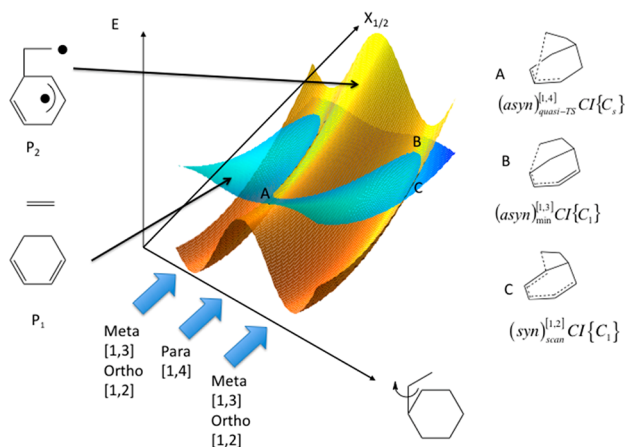 E
X1/2
P2
P1
A
B
C
Meta
[1,3]
Ortho
[1,2]
Para
[1,4]
Meta
[1,3]
Ortho
[1,2]
A
(asyn)[1,4]quasi-TS CI{Cs}
B
(asyn)[1,3]min CI{C1}
C
(syn)[1,2]scan CI{C1}